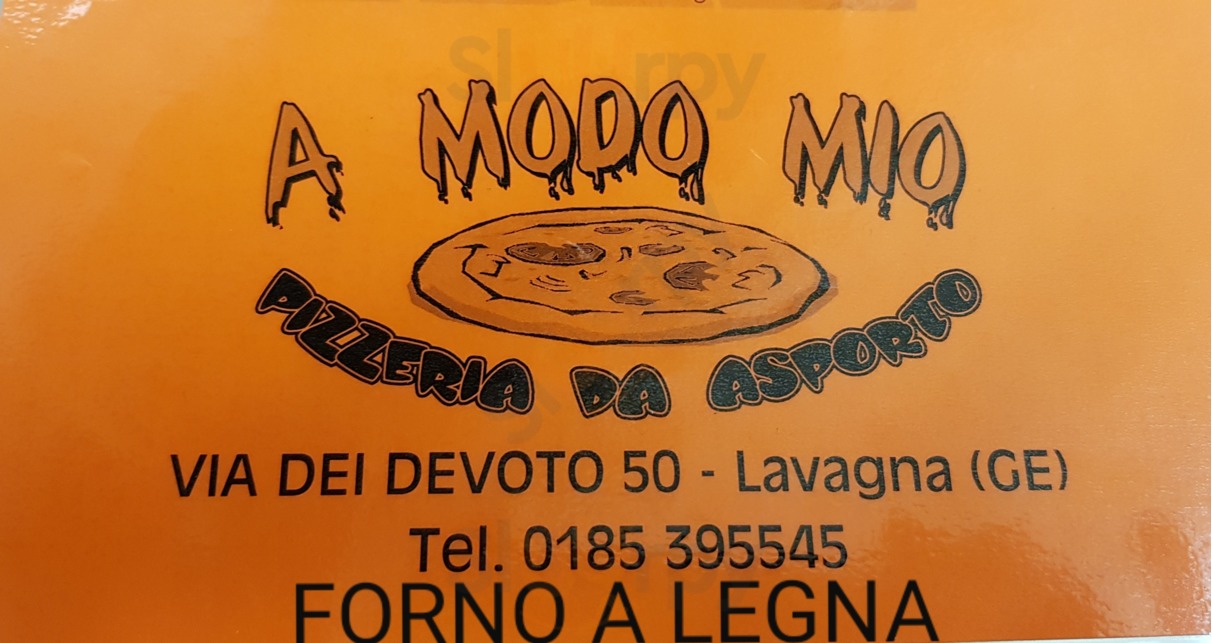 A MODO MIO
PIZZERIA DA ASPORTO
VIA DEI DEVOTO 50 - Lavagna (GE)
Tel. 0185 395545
FORNO A LEGNA